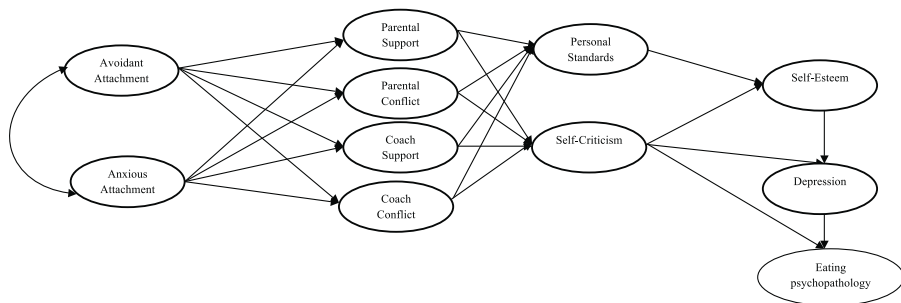 Avoidant
Attachment
Anxious
Attachment
Parental
Support
Parental
Conflict
Coach
Support
Coach
Conflict
Personal
Standards
Self-Criticism
Self-Esteem
Depression
Eating
psychopathology